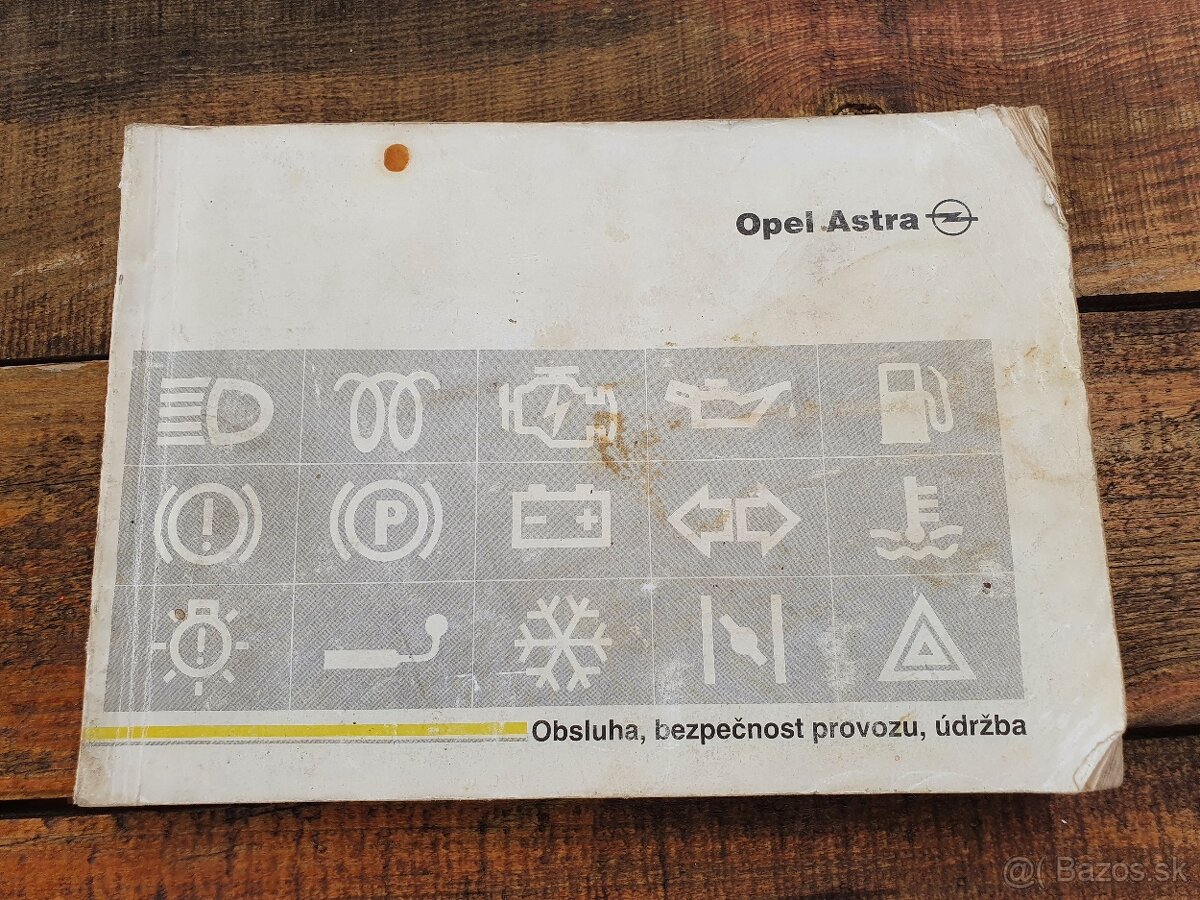 Opel Astra
P
Obsluha, bezpečnost provozu, údržba
@( Bazos.sk